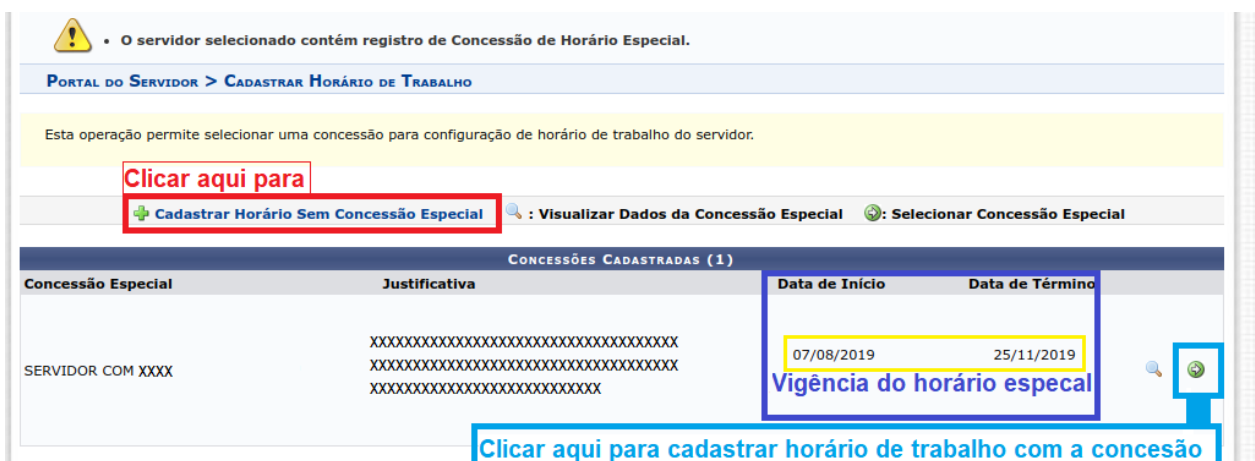 • O servidor selecionado contém registro de Concessão de Horário Especial.
Portal do Servidor > Cadastrar Horário de Trabalho
Esta operação permite selecionar uma concessão para configuração de horário de trabalho do servidor.
Clicar aqui para
Cadastrar Horário Sem Concessão Especial : Visualizar Dados da Concessão Especial : Selecionar Concessão Especial
Concessões Cadastradas (1)
Concessão Especial Justificativa Data de Início Data de Término
XXXXXXXXXXXXXXXXXXXXXXXXXXXXXXXXXXXX
07/08/2019 25/11/2019
SERVIDOR COM XXXX XXXXXXXXXXXXXXXXXXXXXXXXXXXXXXXXXXXX
XXXXXXXXXXXXXXXXXXXXXXXXXXX
Vigência do horário especal
Clicar aqui para cadastrar horário de trabalho com a concesão